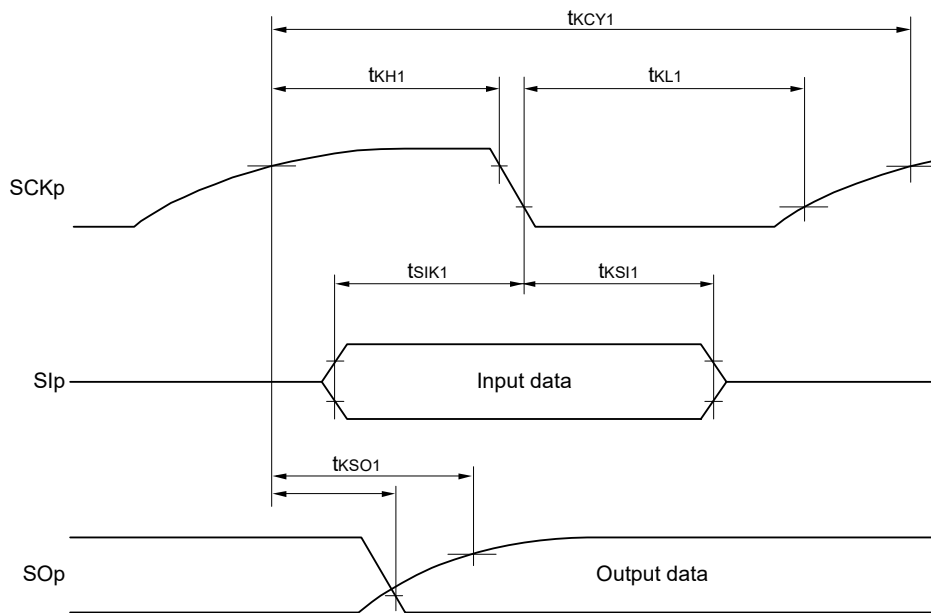 tKCY1
tKH1
tKL1
SCKp
tSIK1
tKSI1
SIp
Input data
tKSO1
SOp
Output data